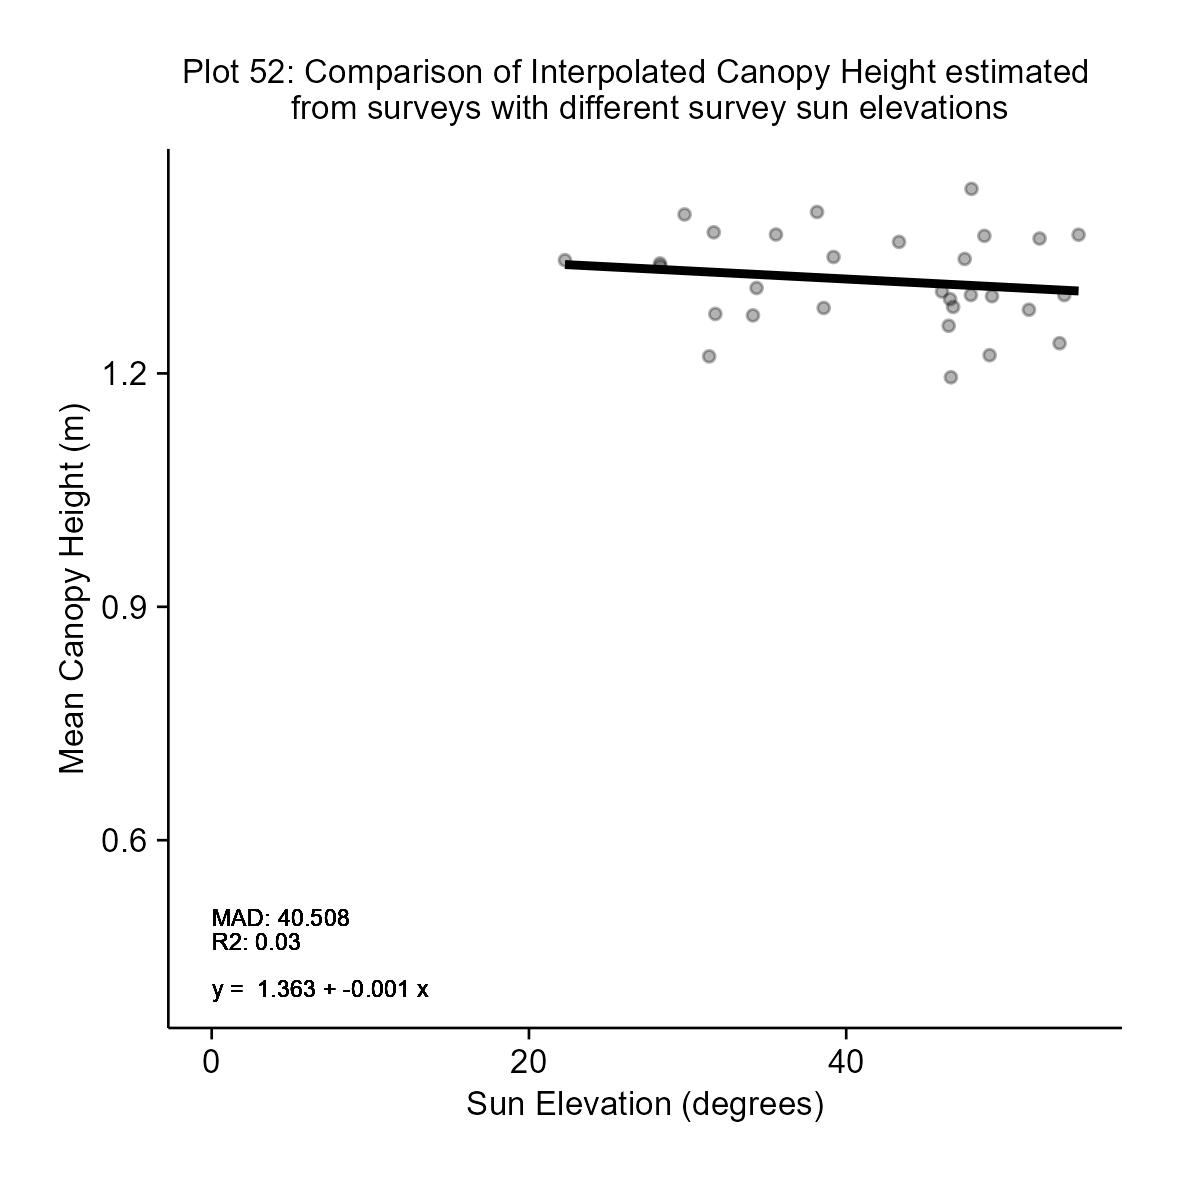 Plot 52: Comparison of Interpolated Canopy Height estimated
from surveys with different survey sun elevations
Mean Canopy Height (m)
1.2
0.9
0.6
MAD: 40.508
R2: 0.03
y =  1.363 + -0.001 x
0
20
40
Sun Elevation (degrees)